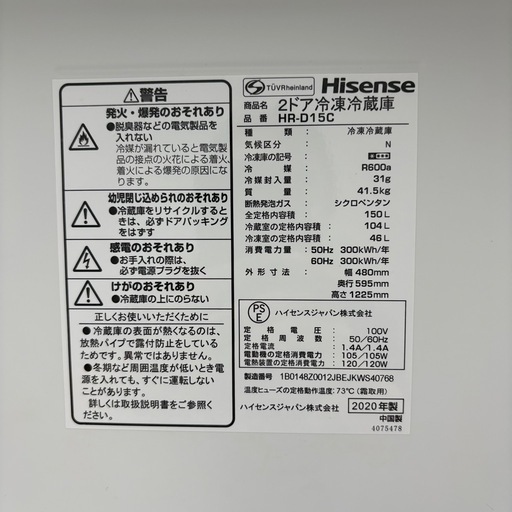 ⚠警告
発火・爆発のおそれあり
●脱臭器などの電気製品を入れない
冷媒が漏れていると電気製品の接点の火花による着火、着火爆発の原因になります。
幼児閉じ込められのおそれあり
●冷蔵庫をリサイクルするときは、必ずドアパッキングをはずす
感電のおそれあり
●お手入れの際は、
必ず電源プラグを抜く
けがのおそれあり
●冷蔵庫の上にのらない
正しくお使いいただくために
●冷蔵庫の表面が熱くなるのは、
放熱パイプで露付防止をしているためです。異常ではありません。
●冬期など周囲温度が低いとき電源を入れても、すぐに運転しないことがあります。
詳しくは取扱説明書をご参照ください。
TÜVRheinland Hisense
商品名 2ドア冷凍冷蔵庫
品番 HR-D15C
種類: 冷凍冷蔵庫
気候区分: N
冷凍庫の記号:
冷媒: R600a
冷媒封入量: 31g
質量: 41.5kg
断熱発泡ガス: シクロペンタン
全定格内容積: 150L
冷蔵室の定格内容積: 104L
冷凍室の定格内容積: 46L
消費電力量: 50Hz 300kWh/年
60Hz 300kWh/年
外形寸法: 幅 480mm
奥行 595mm
高さ 1225mm
PSE ハイセンスジャパン株式会社
定格電圧: 100V
定格周波数: 50/60Hz
定格電流: 1.4A/1.4A
電動機の定格消費電力: 105/105W
電熱装置の定格消費電力: 120/120W
製造番号 1B0148Z0012JBEJKWS40768
温度ヒューズの定格動作温度: 73℃ (霜取用)
ハイセンスジャパン株式会社 2020年製
中国製
4075478